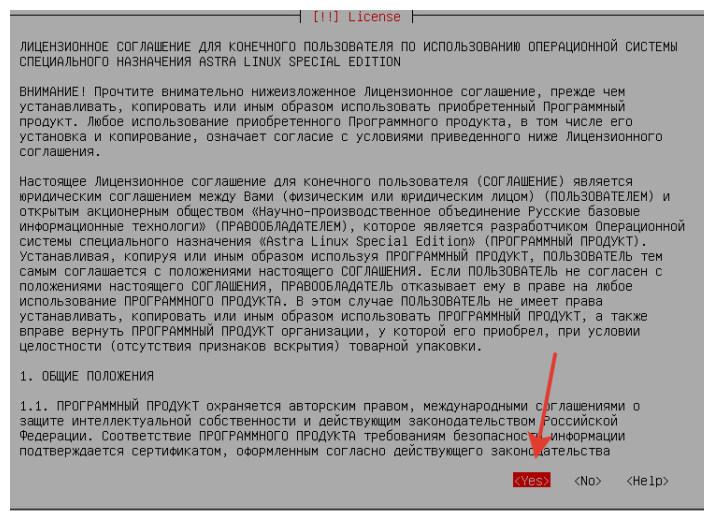 [!!] License
ЛИЦЕНЗИОННОЕ СОГЛАШЕНИЕ ДЛЯ КОНЕЧНОГО ПОЛЬЗОВАТЕЛЯ ПО ИСПОЛЬЗОВАНИЮ ОПЕРАЦИОННОЙ СИСТЕМЫ
СПЕЦИАЛЬНОГО НАЗНАЧЕНИЯ ASTRA LINUX SPECIAL EDITION
ВНИМАНИЕ! Прочтите внимательно нижеизложенное Лицензионное соглашение, прежде чем
устанавливать, копировать или иным образом использовать приобретенный Программный
продукт. Любое использование приобретенного Программного продукта, в том числе его
установка и копирование, означает согласие с условиями приведенного ниже Лицензионного
соглашения.
Настоящее Лицензионное соглашение для конечного пользователя (СОГЛАШЕНИЕ) является
юридическим соглашением между Вами (физическим или юридическим лицом) (ПОЛЬЗОВАТЕЛЕМ) и
открытым акционерным обществом «Научно-производственное объединение Русские базовые
информационные технологи» (ПРАВООБЛАДАТЕЛЕМ), которое является разработчиком Операционной
системы специального назначения «Astra Linux Special Edition» (ПРОГРАММНЫЙ ПРОДУКТ).
Устанавливая, копируя или иным образом используя ПРОГРАММНЫЙ ПРОДУКТ, ПОЛЬЗОВАТЕЛЬ тем
самым соглашается с положениями настоящего СОГЛАШЕНИЯ. Если ПОЛЬЗОВАТЕЛЬ не согласен с
положениями настоящего СОГЛАШЕНИЯ, ПРАВООБЛАДАТЕЛЬ отказывает ему в праве на любое
использование ПРОГРАММНОГО ПРОДУКТА. В этом случае ПОЛЬЗОВАТЕЛЬ не имеет права
устанавливать, копировать или иным образом использовать ПРОГРАММНЫЙ ПРОДУКТ, а также
вправе вернуть ПРОГРАММНЫЙ ПРОДУКТ организации, у которой его приобрел, при условии
целостности (отсутствия признаков вскрытия) товарной упаковки.
1. ОБЩИЕ ПОЛОЖЕНИЯ
1.1. ПРОГРАММНЫЙ ПРОДУКТ охраняется авторским правом, международными соглашениями о
защите интеллектуальной собственности и действующим законодательством Российской
Федерации. Соответствие ПРОГРАММНОГО ПРОДУКТА требованиям безопасности информации
подтверждается сертификатом, оформленным согласно действующего законодательства
<Yes> <No> <Help>